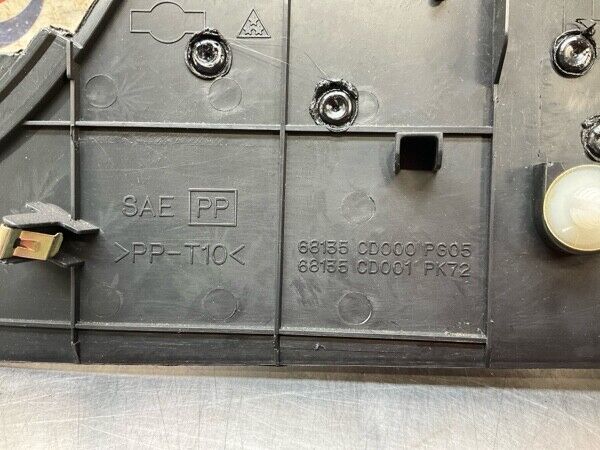 SAE PP
>PP-T10<
68135 CD000 PG05
68135 CD001 PK72